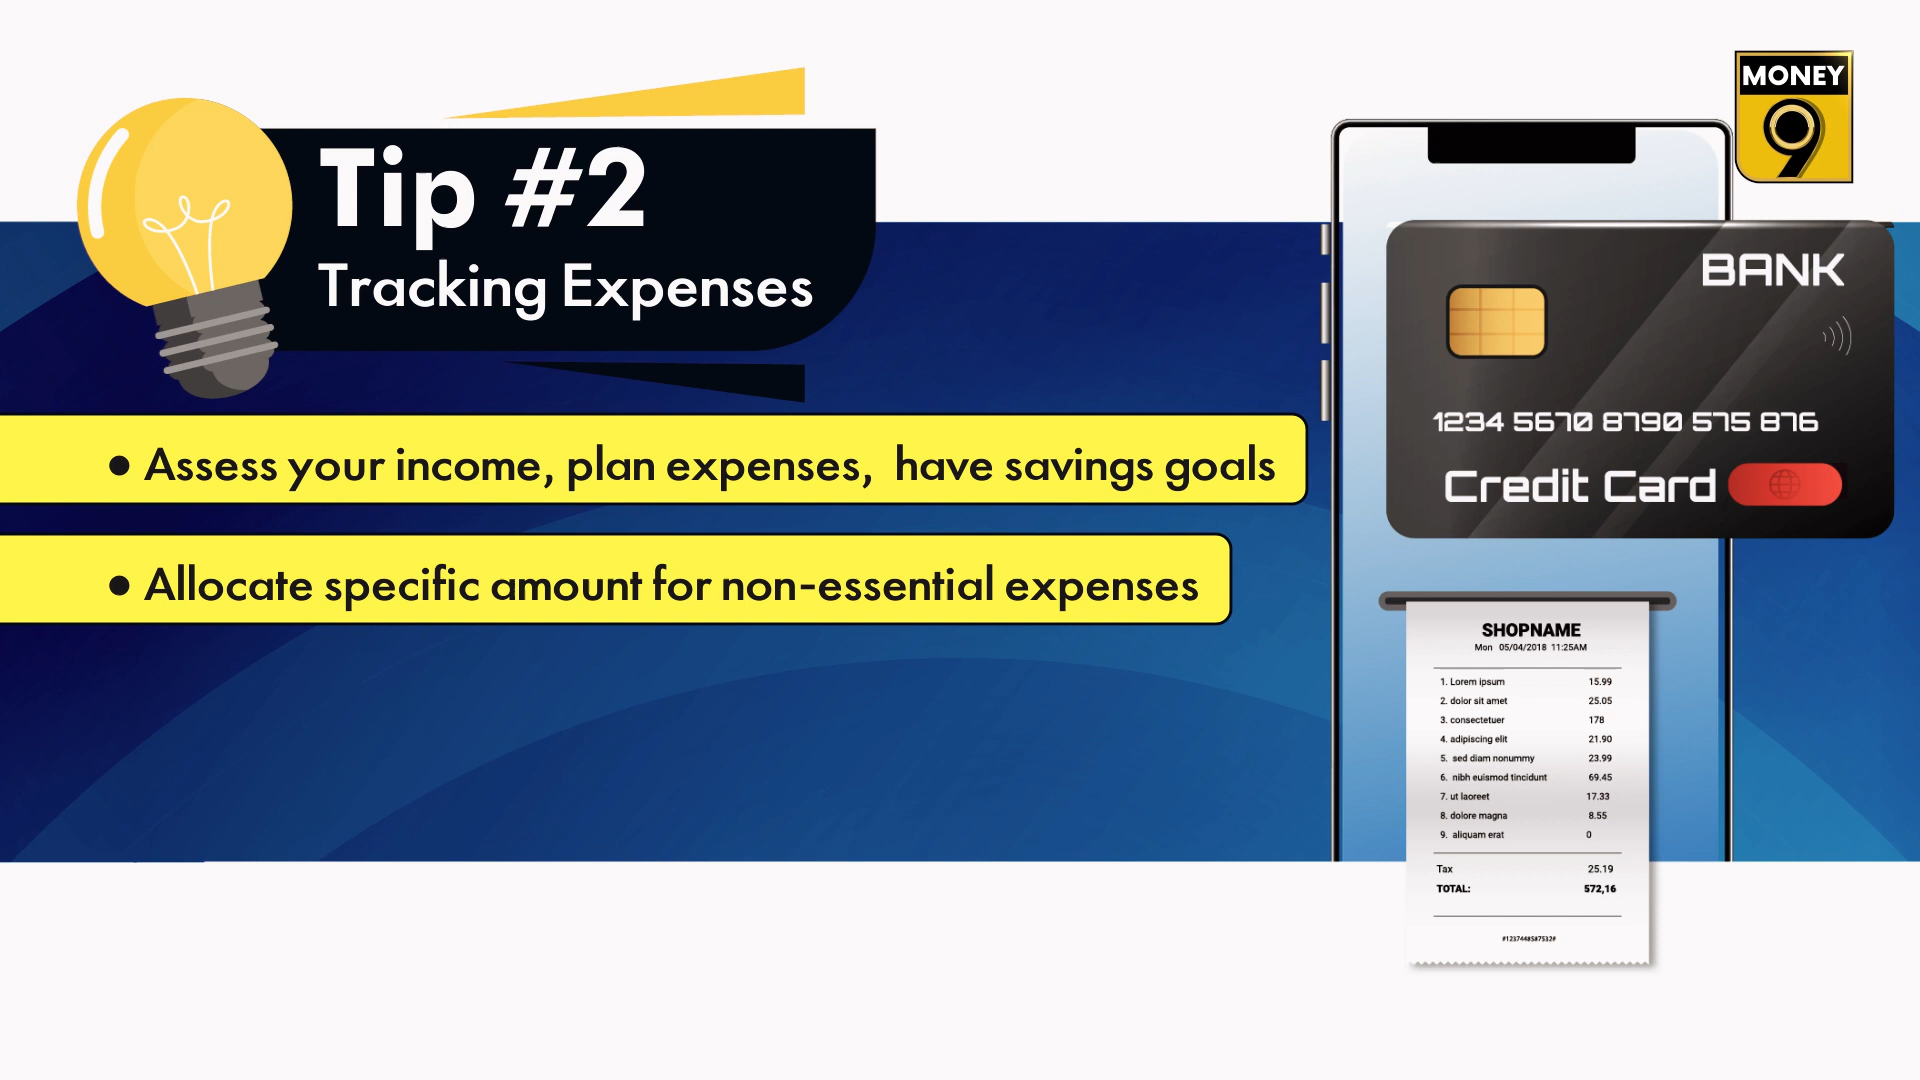 MONEY
9
Tip #2
Tracking Expenses
• Assess your income, plan expenses,  have savings goals
• Allocate specific amount for non-essential expenses
BANK
1234 5670 8790 575 876
Credit Card
SHOPNAME
Mon 05/04/2018 11:25AM
1. Lorem ipsum 15.99
2. dolor sit amet 25.05
3. consectetuer 178
4. adipiscing elit 21.90
5. sed diam nonummy 23.99
6. nibh euismod tincidunt 69.45
7. ut laoreet 17.33
8. dolore magna 8.55
9. aliquam erat 0
Tax 25.19
TOTAL: 572,16
#1237448587532#